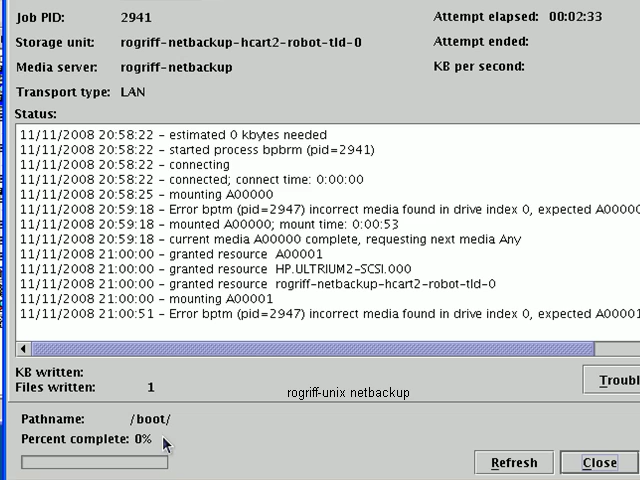 Job PID: 2941 Attempt elapsed: 00:02:33
Storage unit: rogriff-netbackup-hcart2-robot-tld-0 Attempt ended:
Media server: rogriff-netbackup KB per second:
Transport type: LAN
Status:
11/11/2008 20:58:22 - estimated 0 kbytes needed
11/11/2008 20:58:22 - started process bpbrm (pid=2941)
11/11/2008 20:58:22 - connecting
11/11/2008 20:58:22 - connected; connect time: 0:00:00
11/11/2008 20:58:25 - mounting A00000
11/11/2008 20:59:18 - Error bptm (pid=2947) incorrect media found in drive index 0, expected A00000
11/11/2008 20:59:18 - mounted A00000; mount time: 0:00:53
11/11/2008 20:59:18 - current media A00000 complete, requesting next media Any
11/11/2008 21:00:00 - granted resource A00001
11/11/2008 21:00:00 - granted resource HP.ULTRIUM2-SCSI.000
11/11/2008 21:00:00 - granted resource rogriff-netbackup-hcart2-robot-tld-0
11/11/2008 21:00:00 - mounting A00001
11/11/2008 21:00:51 - Error bptm (pid=2947) incorrect media found in drive index 0, expected A00001
KB written:
Files written: 1
Troubl
rogriff-unix netbackup
Pathname: /boot/
Percent complete: 0%
Refresh Close